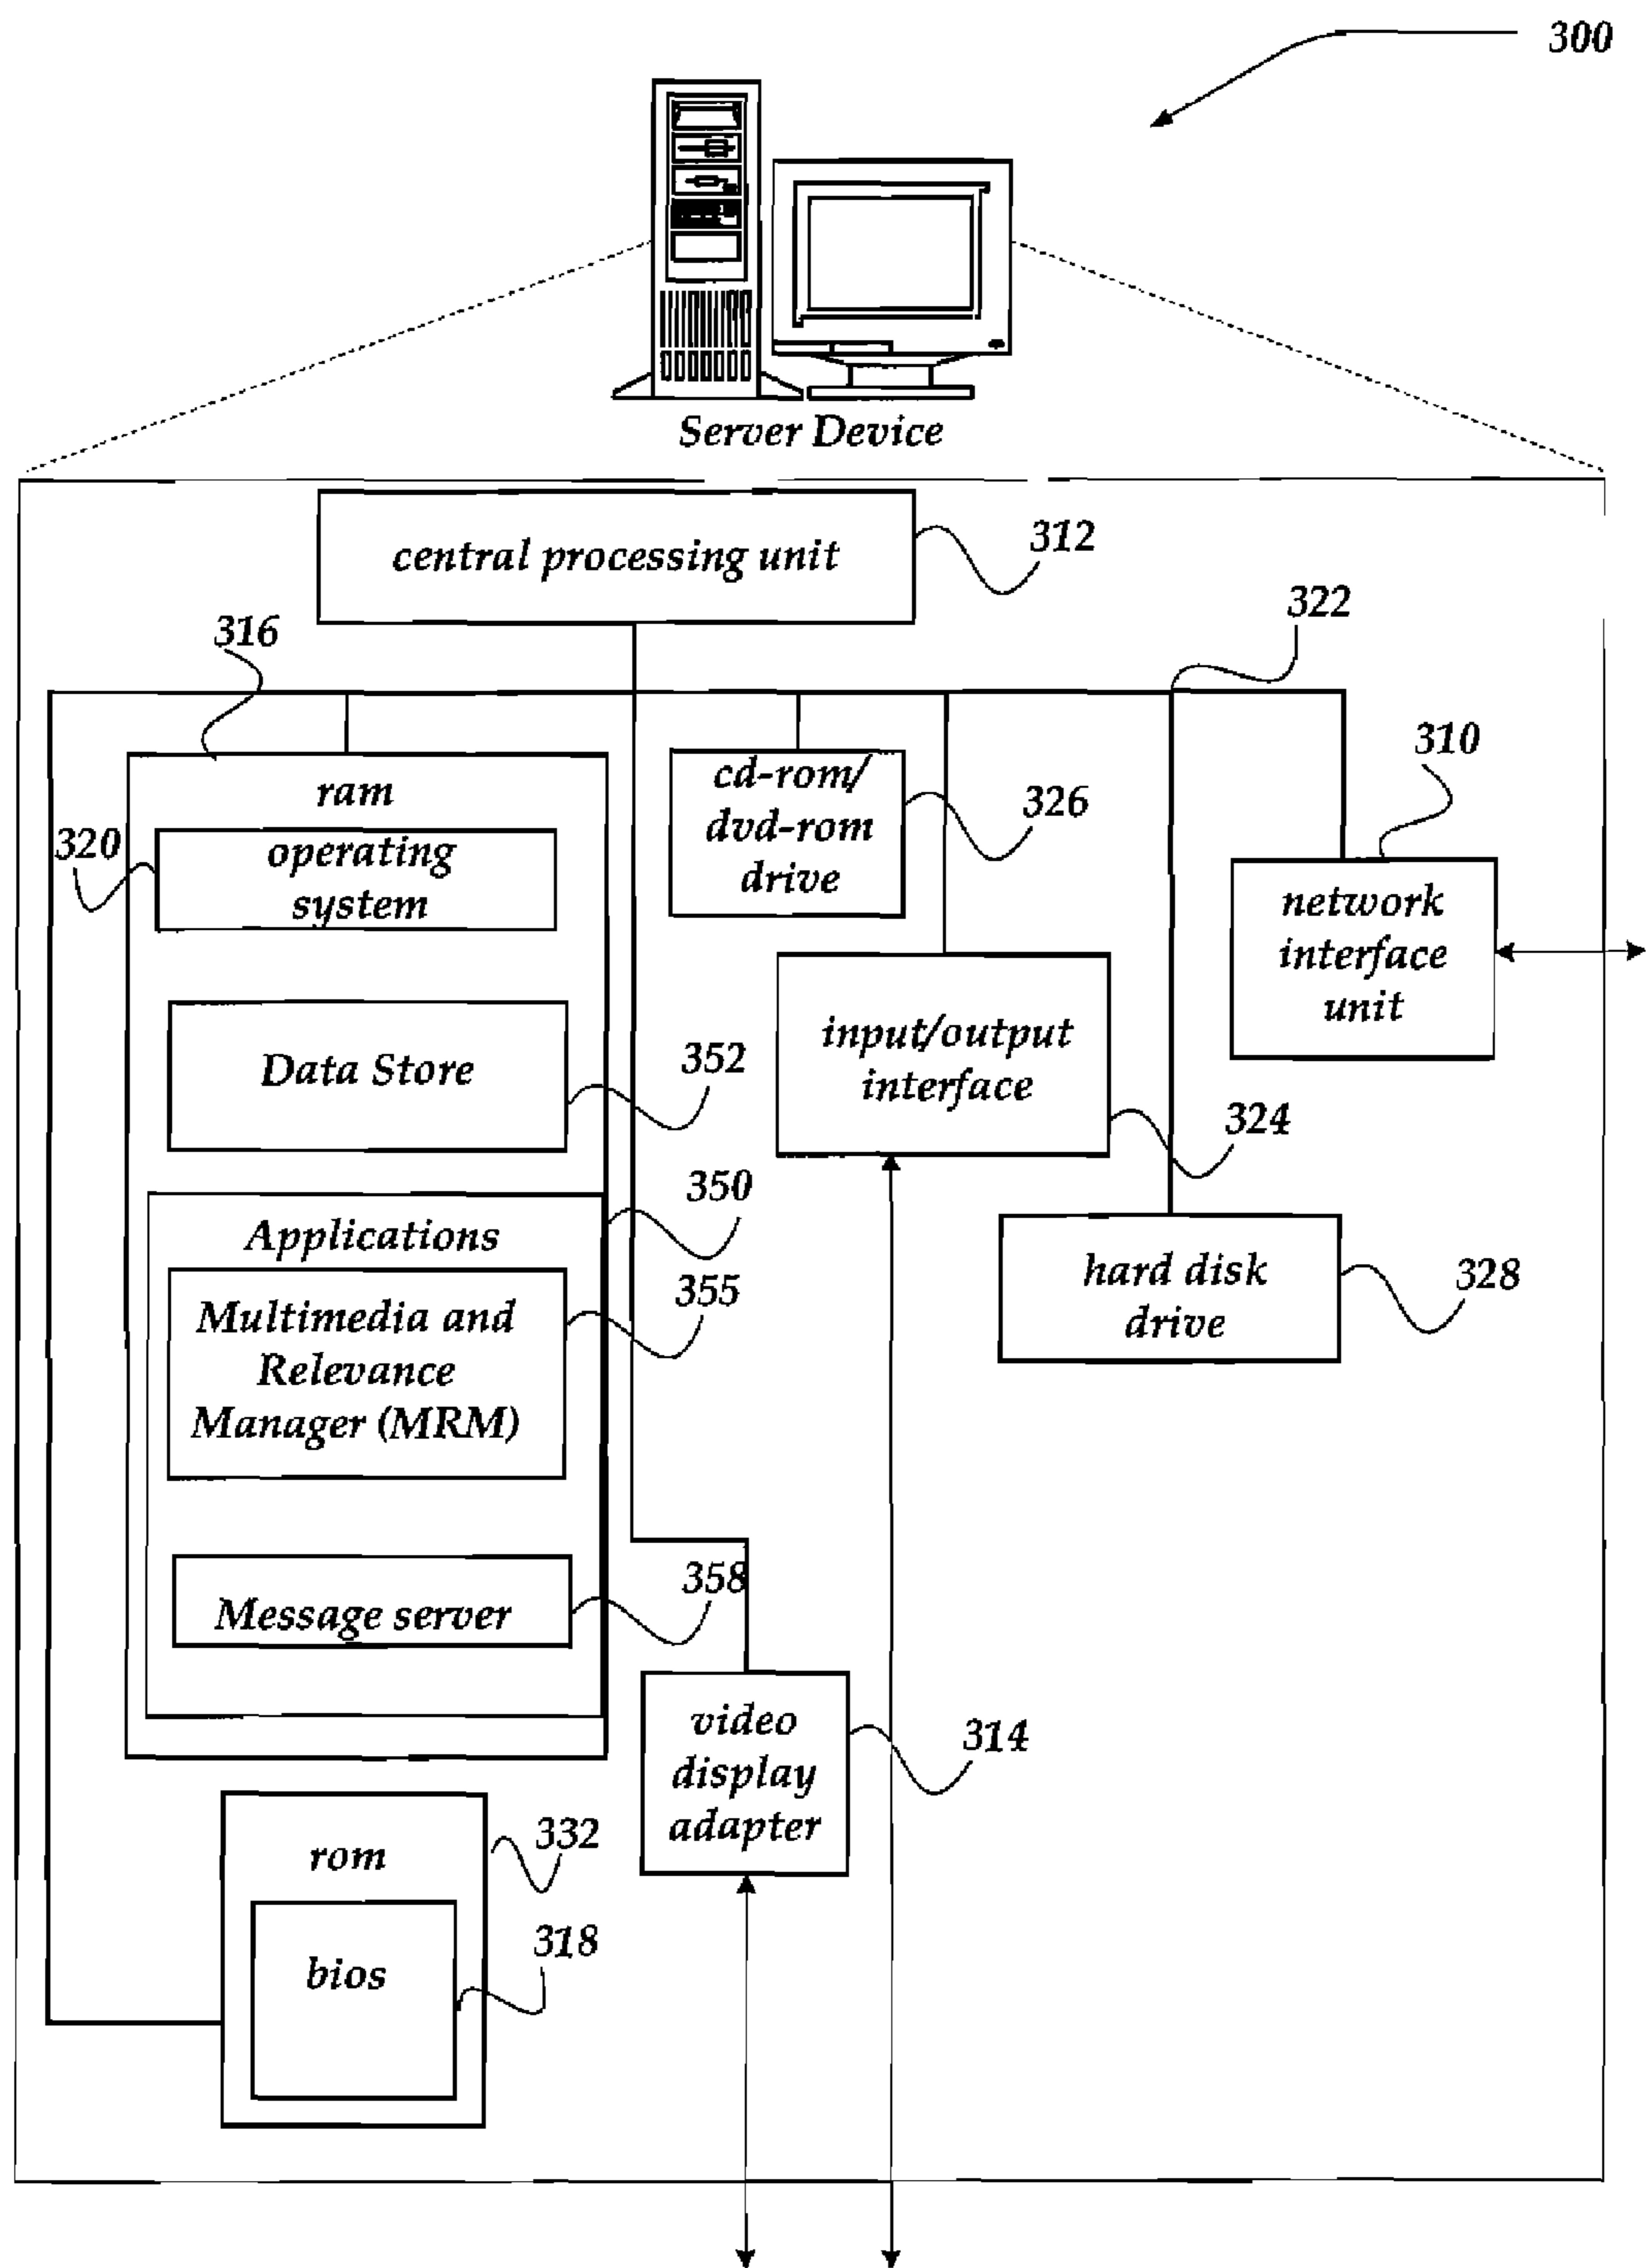 300
Server Device
central processing unit
312
322
316
310
ram
cd-rom/
dvd-rom
drive
326
320
operating
system
network
interface
unit
input/output
interface
324
Data Store
352
350
Applications
355
Multimedia and
Relevance
Manager (MRM)
hard disk
drive
328
358
Message server
video
display
adapter
314
rom
332
bios
318